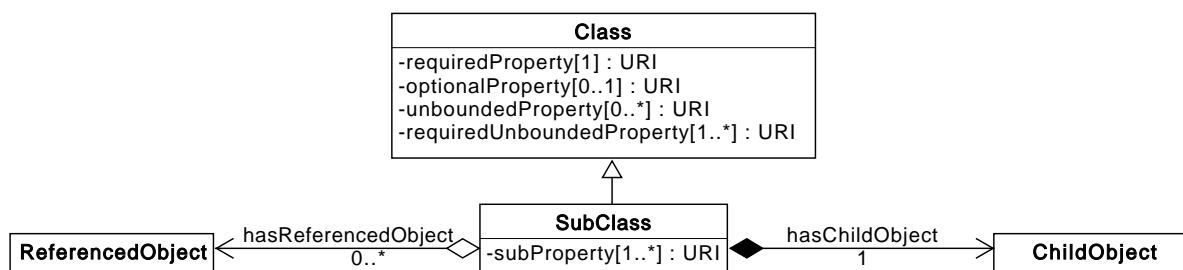 Class
-requiredProperty[1] : URI
-optionalProperty[0..1] : URI
-unboundedProperty[0..*] : URI
-requiredUnboundedProperty[1..*] : URI
SubClass
-subProperty[1..*] : URI
ReferencedObject
hasReferencedObject
0..*
hasChildObject
1
ChildObject